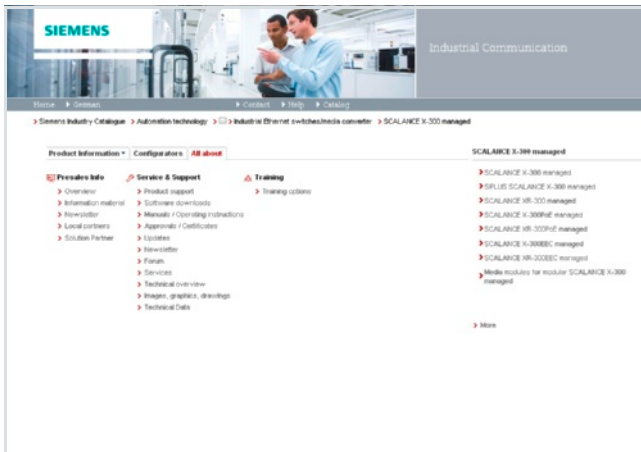 SIEMENS
Industrial Communication
Home German Contact Help Catalog
Siemens Industry Catalogue Automation technology Industrial Ethernet switches/media converter SCALANCE X-300 managed
Product Information Configurators All about
Presales Info
Overview
Information material
Newsletter
Local partners
Solution Partner
Service & Support
Product support
Software downloads
Manuals / Operating instructions
Approvals / Certificates
Updates
Newsletter
Forum
Services
Technical overview
Images, graphics, drawings
Technical Data
Training
Training options
SCALANCE X-300 managed
SCALANCE X-300 managed
SIPLUS SCALANCE X-300 managed
SCALANCE XR-300 managed
SCALANCE X-300PoE managed
SCALANCE XR-300PoE managed
SCALANCE X-300EEC managed
SCALANCE XR-300EEC managed
Media modules for modular SCALANCE X-300
managed
More